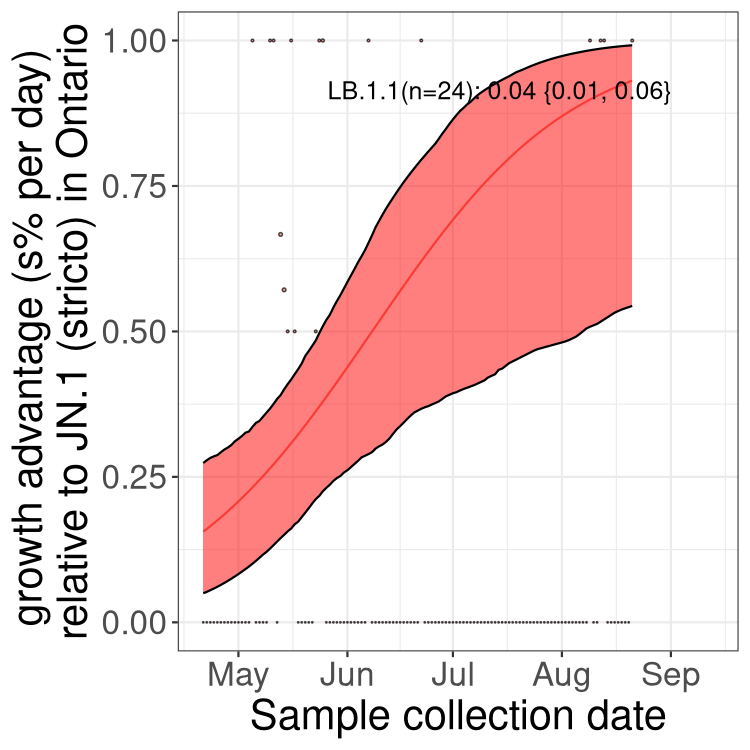 growth advantage (s% per day)
relative to JN.1 (stricto) in Ontario
1.00
0.75
0.50
0.25
0.00
LB.1.1(n=24): 0.04 {0.01, 0.06}
May Jun Jul Aug Sep
Sample collection date